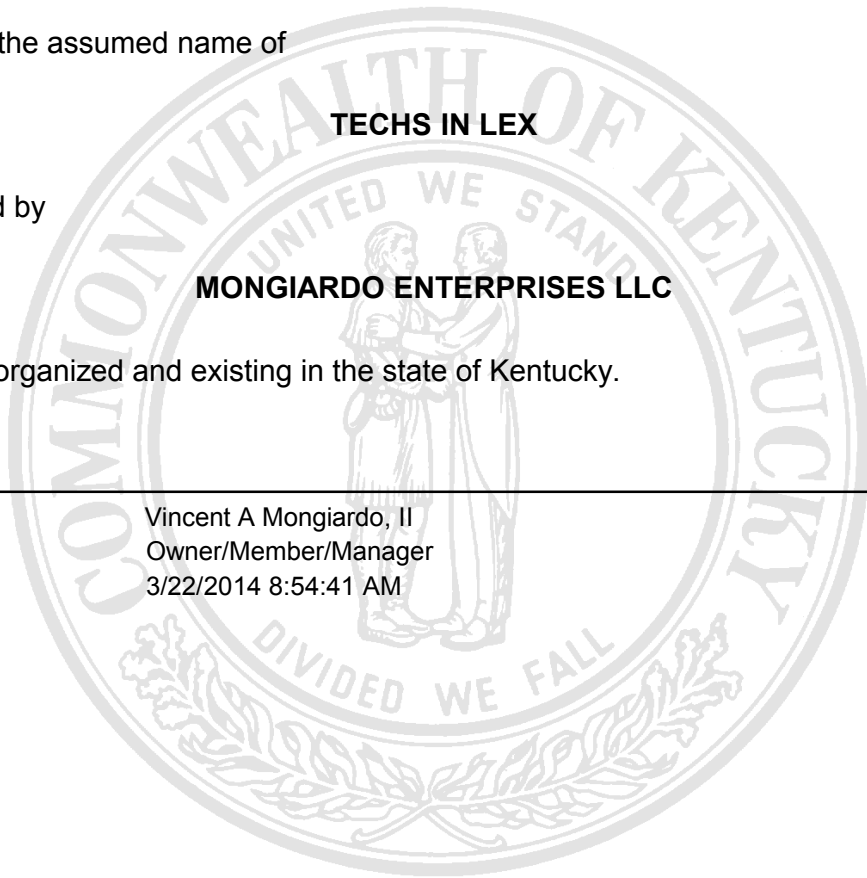 the assumed name of
TECHS IN LEX
d by
MONGIARDO ENTERPRISES LLC
organized and existing in the state of Kentucky.
Vincent A Mongiardo, II
Owner/Member/Manager
3/22/2014 8:54:41 AM
COMMONWEALTH OF KENTUCKY
UNITED WE STAND
DIVIDED WE FALL